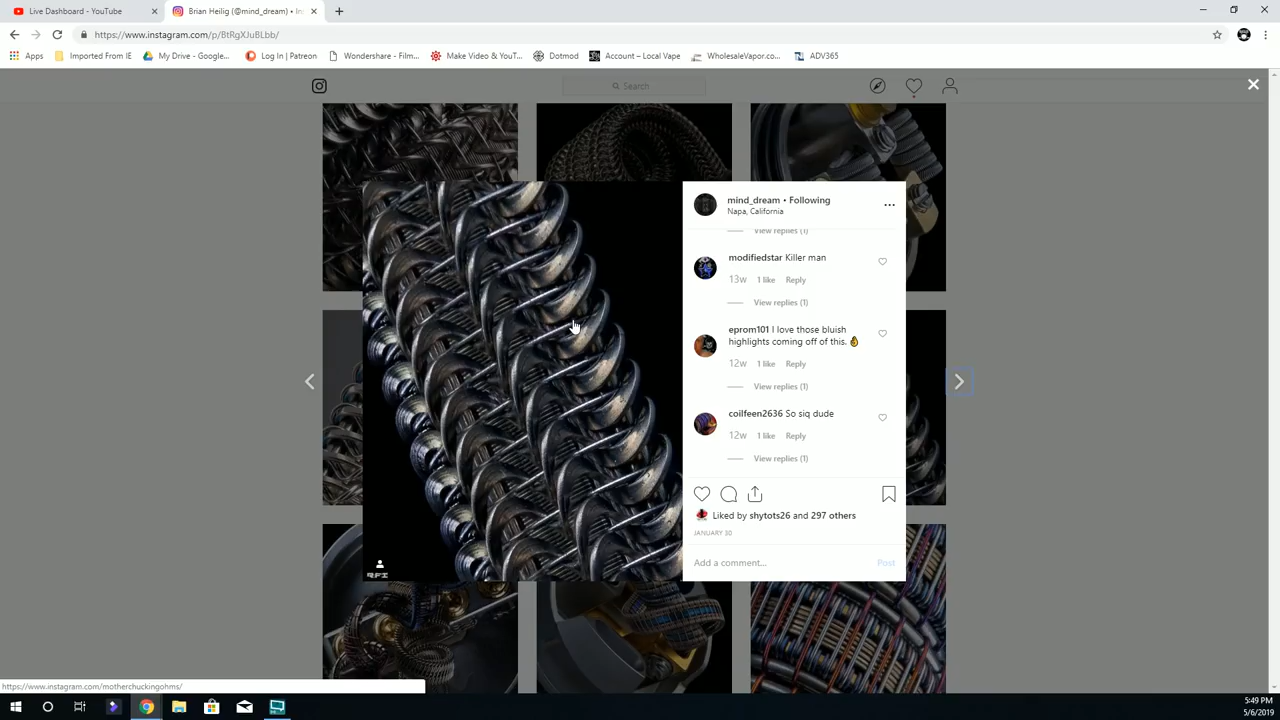 Live Dashboard - YouTube
Brian Heilig (@mind_dream) • Ins
https://www.instagram.com/p/BtRgXJuBLbb/
Apps
Imported From IE
My Drive - Google...
Log In | Patreon
Wondershare - Film...
Make Video & YouT...
Dotmod
Account – Local Vape
WholesaleVapor.co...
ADV365
Search
mind_dream • Following
Napa, California
View replies (1)
modifiedstar Killer man
13w 1 like Reply
View replies (1)
eprom101 I love those bluish
highlights coming off of this. 👌
12w 1 like Reply
View replies (1)
coilfeen2636 So siq dude
12w 1 like Reply
View replies (1)
Liked by shytots26 and 297 others
JANUARY 30
Add a comment...
Post
https://www.instagram.com/motherchuckingohms/
5:49 PM
5/6/2019